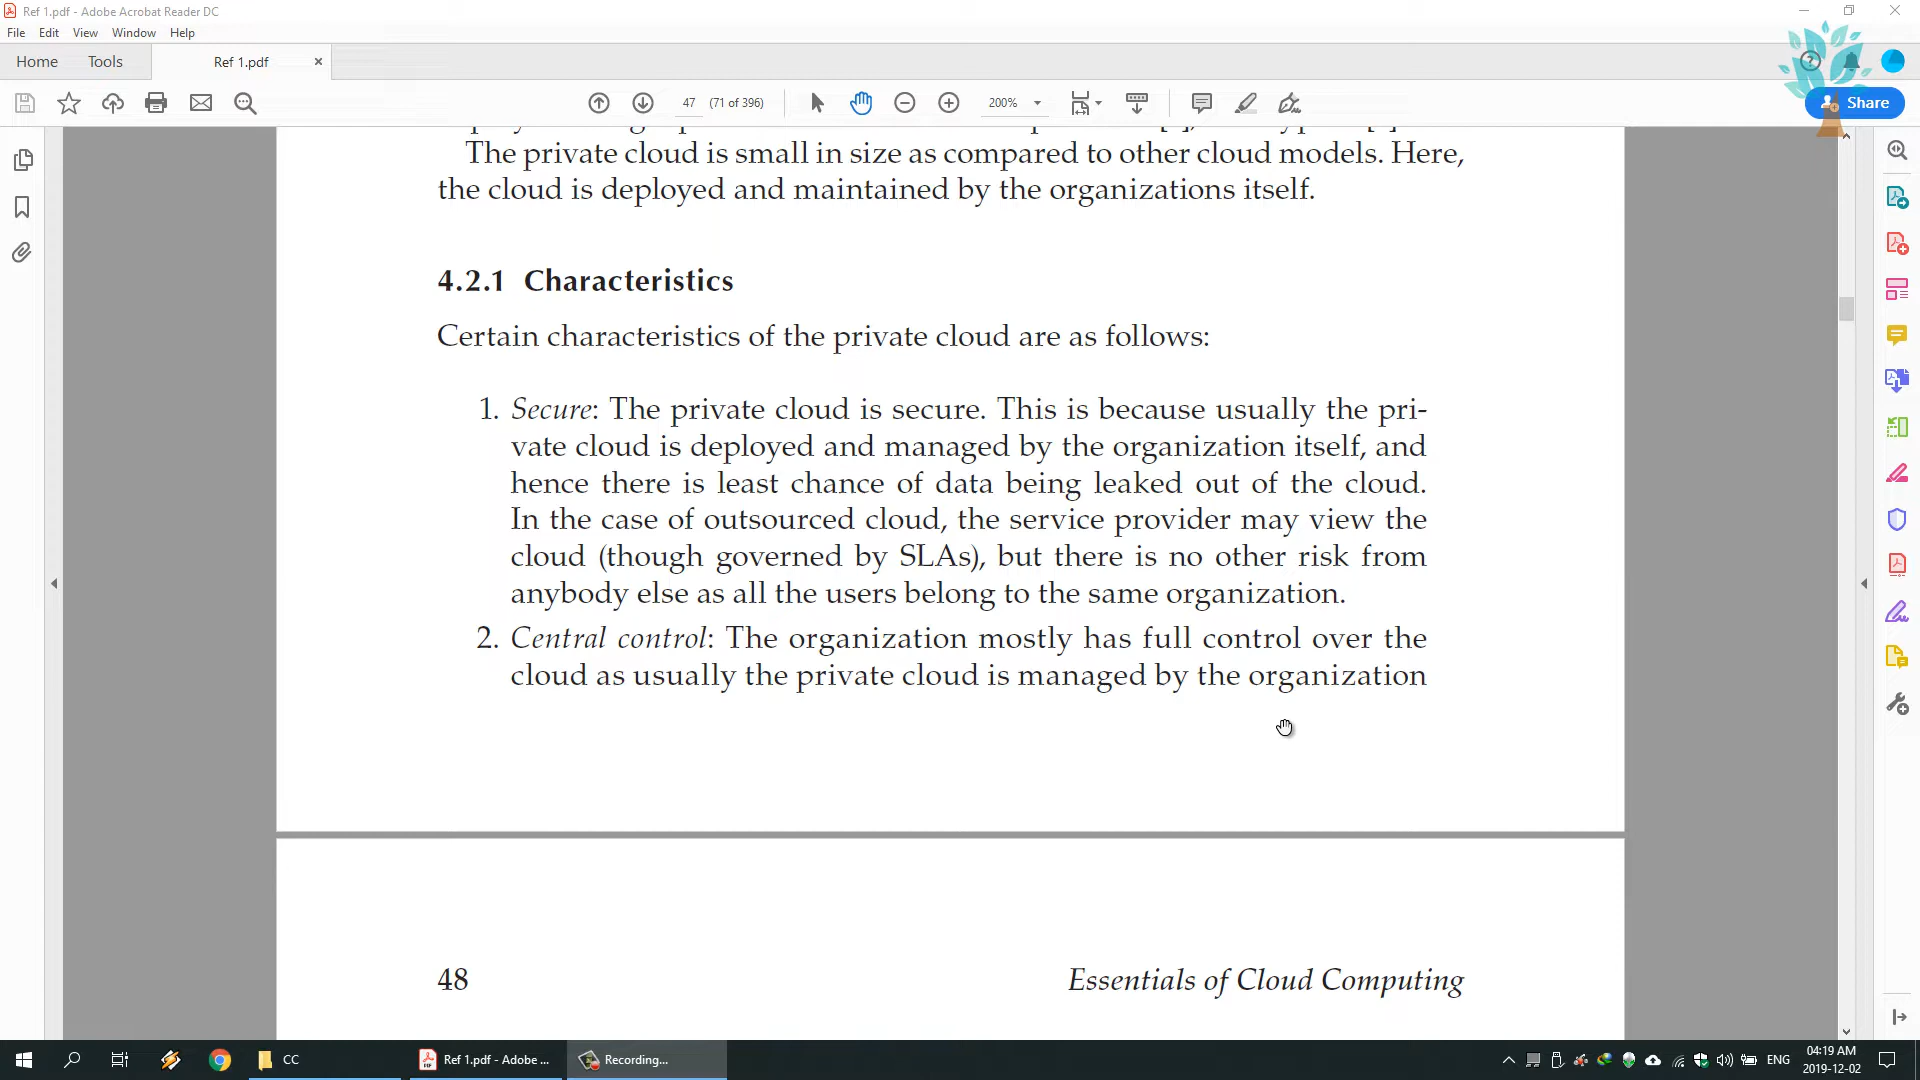 Ref 1.pdf - Adobe Acrobat Reader DC
File Edit View Window Help
Home Tools Ref 1.pdf
47 (71 of 396) 200% Share
The private cloud is small in size as compared to other cloud models. Here,
the cloud is deployed and maintained by the organizations itself.
4.2.1 Characteristics
Certain characteristics of the private cloud are as follows:
1. Secure: The private cloud is secure. This is because usually the pri-
vate cloud is deployed and managed by the organization itself, and
hence there is least chance of data being leaked out of the cloud.
In the case of outsourced cloud, the service provider may view the
cloud (though governed by SLAs), but there is no other risk from
anybody else as all the users belong to the same organization.
2. Central control: The organization mostly has full control over the
cloud as usually the private cloud is managed by the organization
48 Essentials of Cloud Computing
CC Ref 1.pdf - Adobe ... Recording... ENG 04:19 AM
2019-12-02